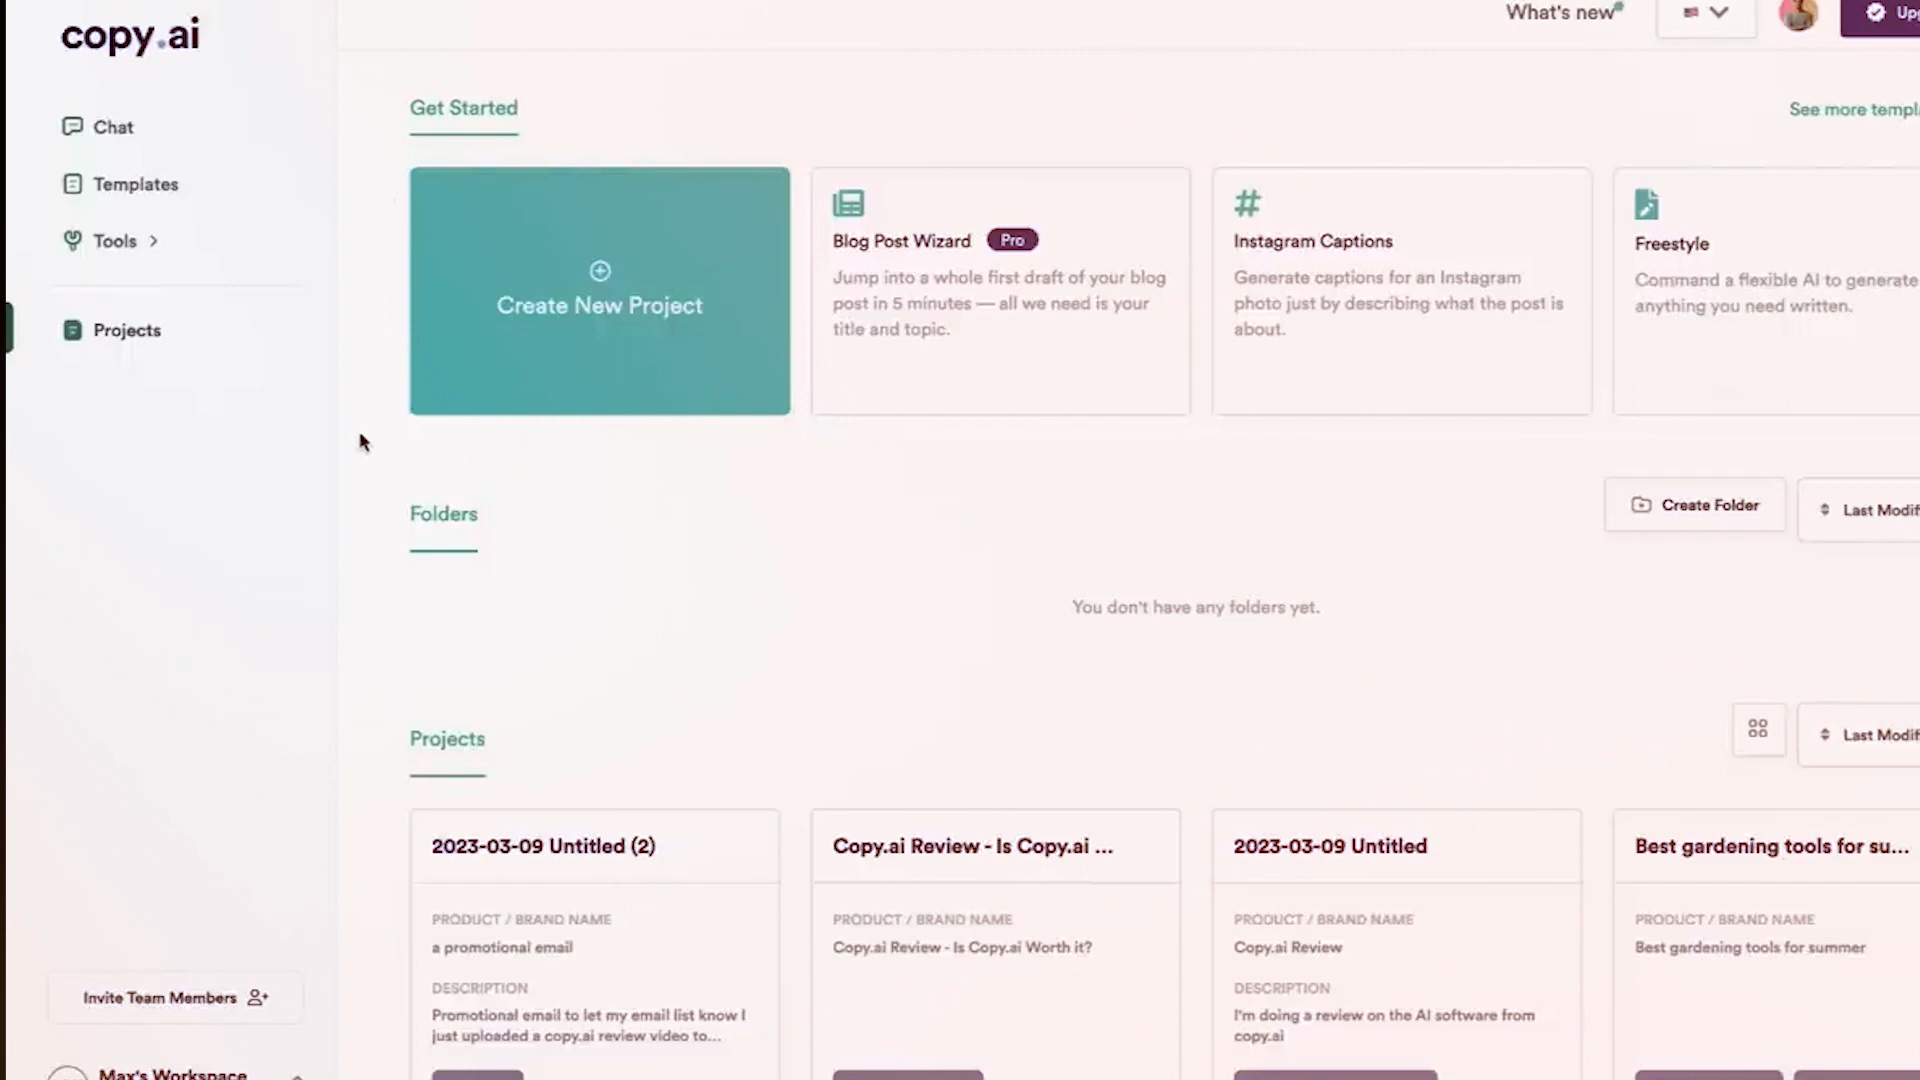 copy.ai
What's new
Chat
Templates
Tools
Projects
Get Started
See more
Create New Project
Blog Post Wizard Pro
Jump into a whole first draft of your blog
post in 5 minutes — all we need is your
title and topic.
Instagram Captions
Generate captions for an Instagram
photo just by describing what the post is
about.
Freestyle
Command a flexible AI to generate
anything you need written.
Folders
Create Folder
Last
You don't have any folders yet.
Projects
Last
2023-03-09 Untitled (2)
PRODUCT / BRAND NAME
a promotional email
DESCRIPTION
Promotional email to let my email list know I
just uploaded a copy.ai review video to...
Copy.ai Review - Is Copy.ai ...
PRODUCT / BRAND NAME
Copy.ai Review - Is Copy.ai Worth it?
2023-03-09 Untitled
PRODUCT / BRAND NAME
Copy.ai Review
DESCRIPTION
I'm doing a review on the AI software from
copy.ai
Best gardening tools for su...
PRODUCT / BRAND NAME
Best gardening tools for summer
Invite Team Members
Max's Workspace